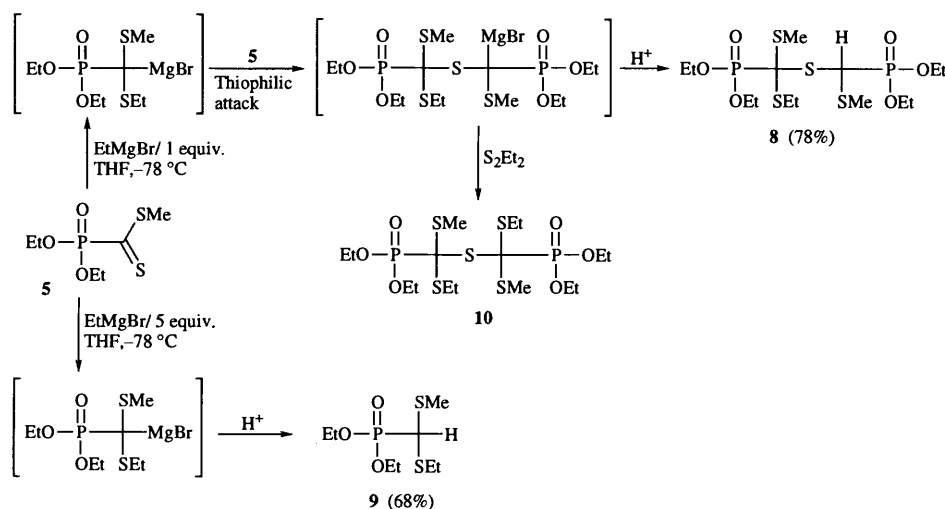 O SMe
EtO—P MgBr
OEt SEt
5
Thiophilic
attack
O SMe MgBr O
EtO—P S P—OEt
OEt SEt SMe OEt
H+
O SMe H O
EtO—P S P—OEt
OEt SEt SMe OEt
8 (78%)
EtMgBr/ 1 equiv.
THF,–78 °C
S2Et2
O SMe
EtO—P
OEt S
5
O SMe SEt O
EtO—P S P—OEt
OEt SEt SMe OEt
10
EtMgBr/ 5 equiv.
THF,–78 °C
O SMe
EtO—P MgBr
OEt SEt
H+
O SMe
EtO—P H
OEt SEt
9 (68%)